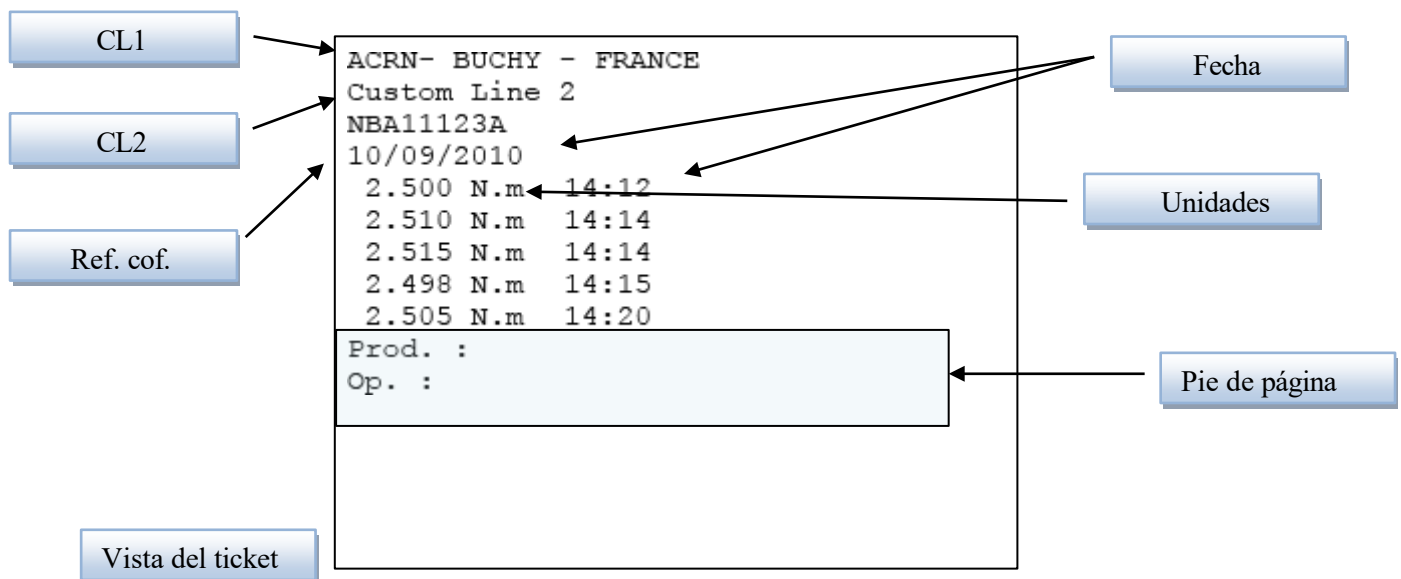 CL1
CL2
Ref. cof.
Vista del ticket
ACRN- BUCHY - FRANCE
Custom Line 2
NBA11123A
10/09/2010
2.500 N.m 14:12
2.510 N.m 14:14
2.515 N.m 14:14
2.498 N.m 14:15
2.505 N.m 14:20
Prod. :
Op. :
Fecha
Unidades
Pie de página